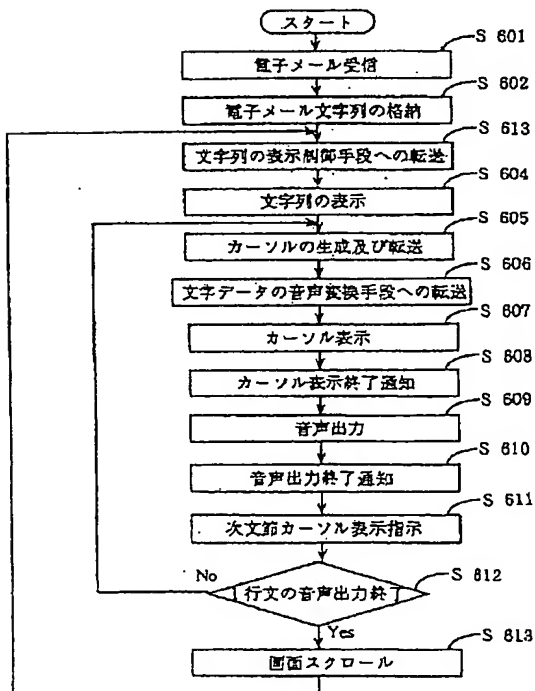 スタート
S 601
電子メール受信
S 602
電子メール文字列の格納
S 613
文字列の表示制御手段への転送
S 604
文字列の表示
S 605
カーソルの生成及び転送
S 606
文字データの音声変換手段への転送
S 607
カーソル表示
S 608
カーソル表示終了通知
S 609
音声出力
S 610
音声出力終了通知
S 611
次文節カーソル表示指示
S 612
No
行文の音声出力終了
Yes
S 613
画面スクロール